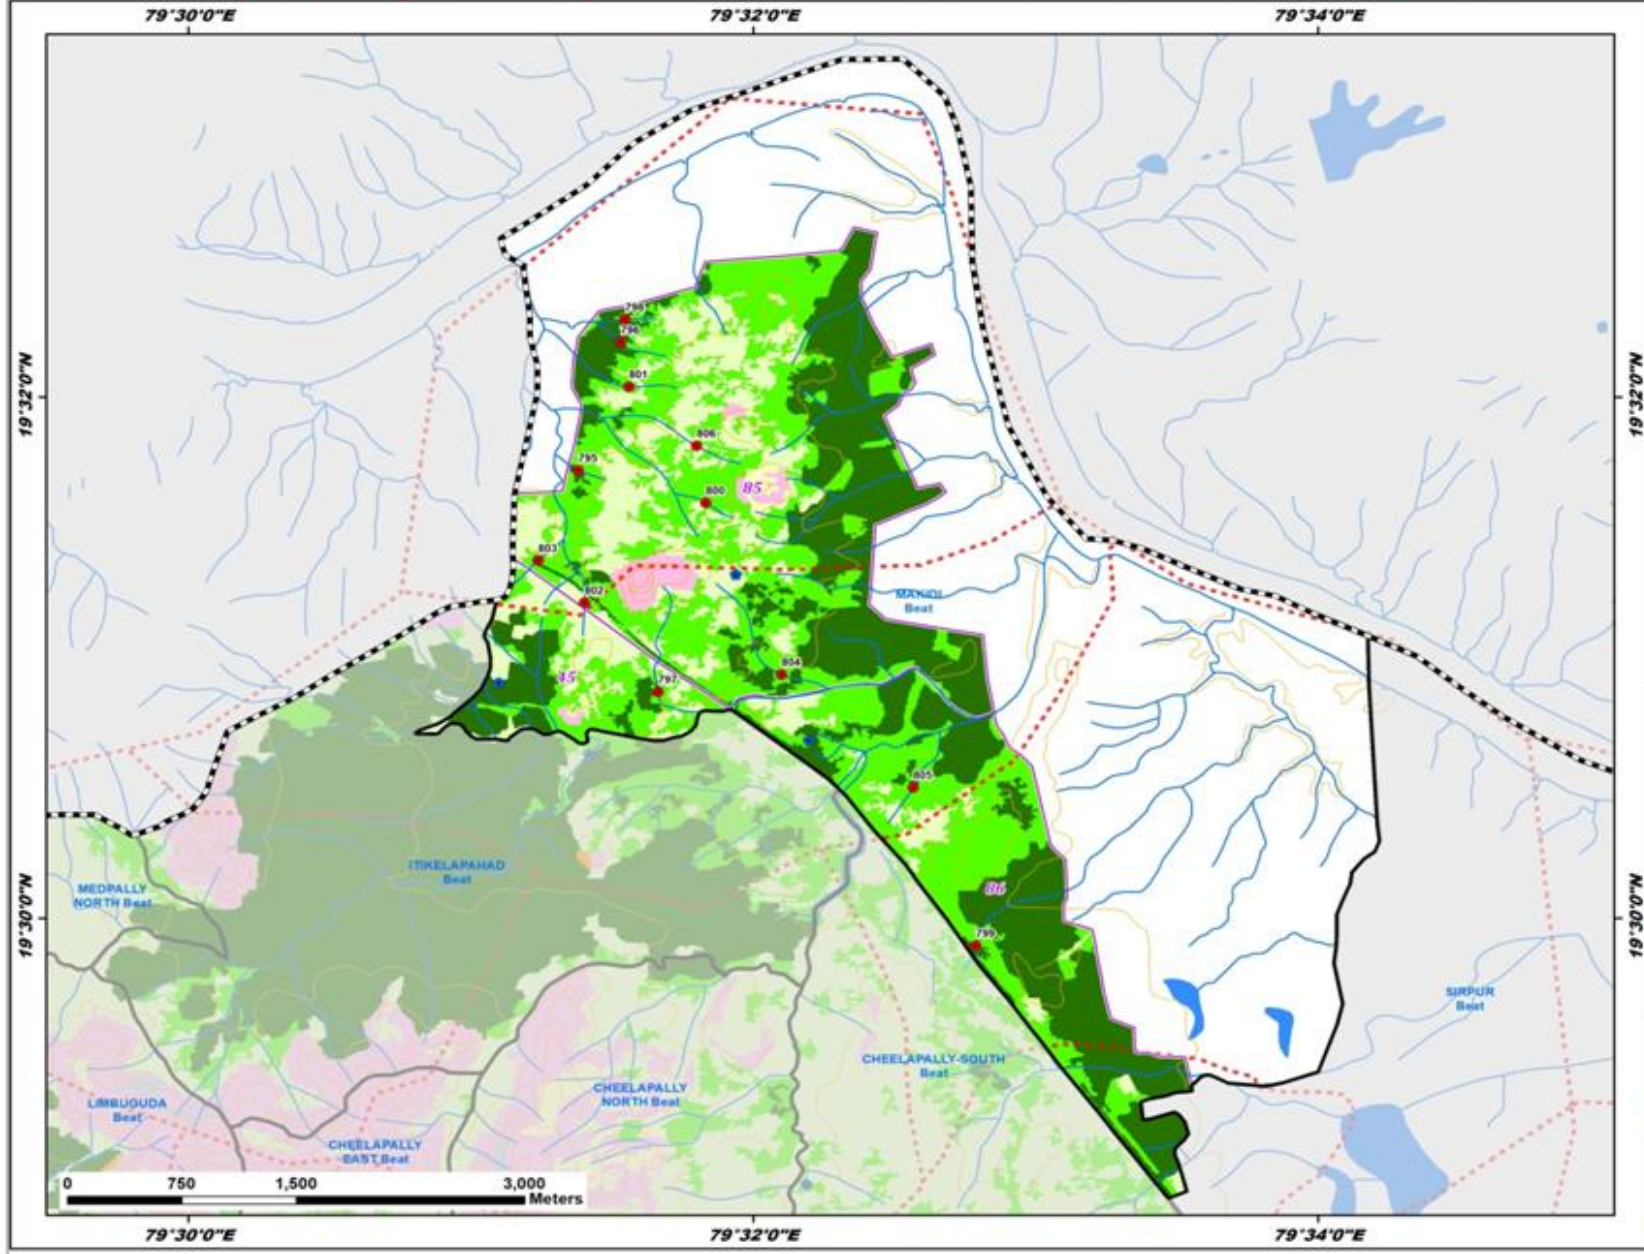 79°30'0"E
79°32'0"E
79°34'0"E
19°32'0"N
19°32'0"N
798
796
801
806
795
800
85
803
802
MAKIDI
Beat
804
45
797
805
ITIKELAPAHAD
Beat
MEDPALLY
NORTH Beat
86
799
19°30'0"N
19°30'0"N
SIRPUR
Beat
CHEELAPALLY-SOUTH
Beat
CHEELAPALLY
NORTH Beat
LIMBUGUDA
Beat
CHEELAPALLY
EAST Beat
0 750 1,500 3,000
Meters
79°30'0"E
79°32'0"E
79°34'0"E